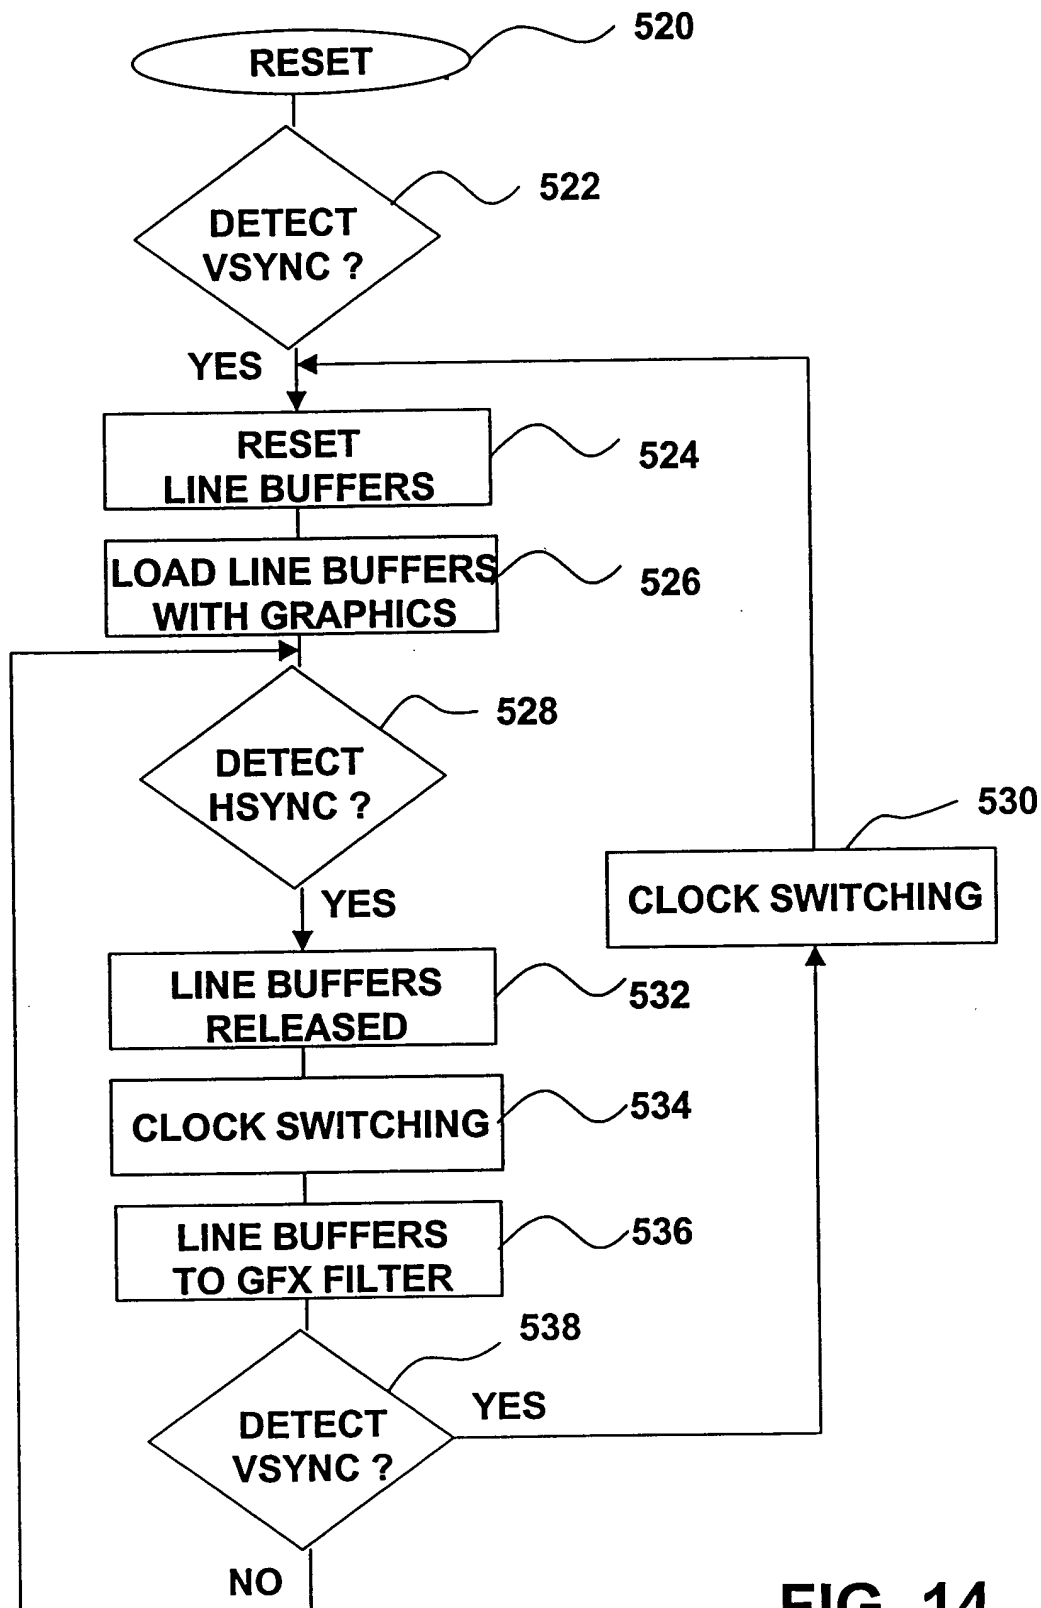 RESET
520
DETECT
VSYNC ?
522
YES
RESET
LINE BUFFERS
524
LOAD LINE BUFFERS
WITH GRAPHICS
526
DETECT
HSYNC ?
528
YES
530
CLOCK SWITCHING
LINE BUFFERS
RELEASED
532
CLOCK SWITCHING
534
LINE BUFFERS
TO GFX FILTER
536
DETECT
VSYNC ?
538
YES
NO
FIG. 14